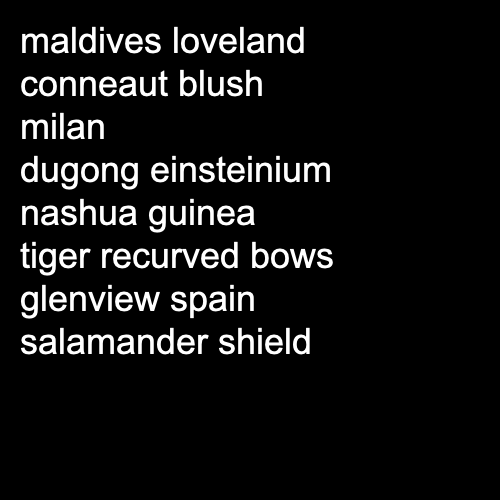 maldives loveland
conneaut blush
milan
dugong einsteinium
nashua guinea
tiger recurved bows
glenview spain
salamander shield